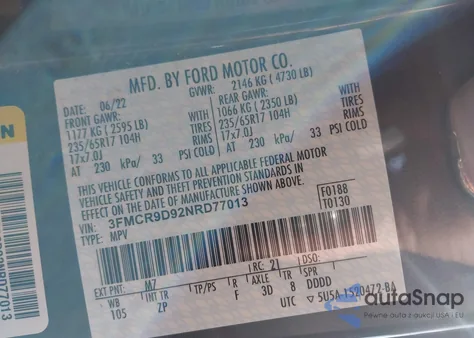 MFD. BY FORD MOTOR CO.
DATE: 06/22 GVWR: 2146 KG (4730 LB)
FRONT GAWR: REAR GAWR:
1177 KG (2595 LB) 1066 KG (2350 LB)
235/65R17 104H TIRES 235/65R17 104H TIRES
17x7.0J RIMS 17x7.0J RIMS
AT 230 kPa/ 33 PSI COLD AT 230 kPa/ 33 PSI COLD
THIS VEHICLE CONFORMS TO ALL APPLICABLE FEDERAL MOTOR
VEHICLE SAFETY AND THEFT PREVENTION STANDARDS IN
EFFECT ON THE DATE OF MANUFACTURE SHOWN ABOVE.
VIN: 3FMCR9D92NRD77013 F0188
TYPE: MPV T0130
EXT PNT: M7 RC: 21 DSO:
WB INT TR TP/PS R AXLE TR SPR
105 ZP F 3D 8 DDDD
UTC 5U5A-1520472-BA
autaSnap
Pewne auta z aukcji USA i EU